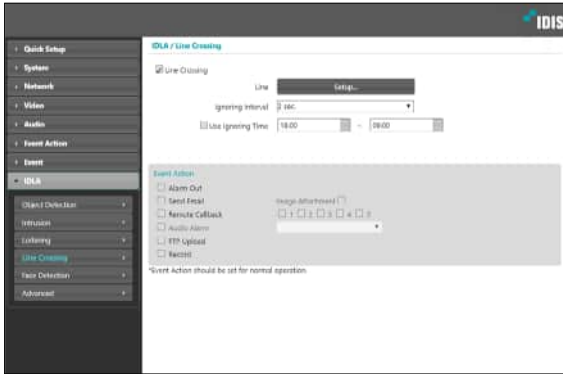 IDIS
Quick Setup
System
Network
Video
Audio
Event Action
Event
IDLA
Object Detection
Intrusion
Loitering
Line Crossing
Face Detection
Advanced
IDLA / Line Crossing
Line Crossing
Line Setup...
Ignoring Interval 2 sec.
Use Ignoring Time 18:00 ~ 09:00
Event Action
Alarm Out
Send Email Image Attachment
Remote Callback 1 2 3 4 5
Audio Alarm
FTP Upload
Record
*Event Action should be set for normal operation.